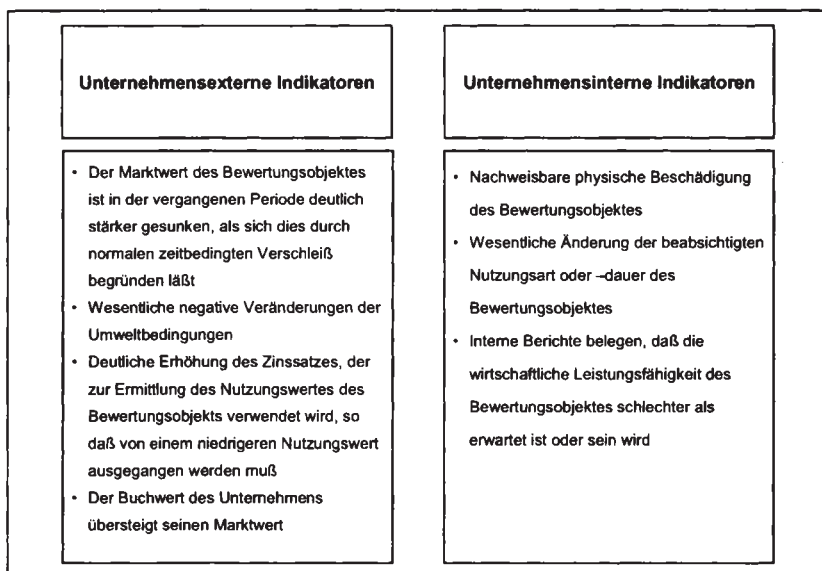 Unternehmensexterne Indikatoren
• Der Marktwert des Bewertungsobjektes
ist in der vergangenen Periode deutlich
stärker gesunken, als sich dies durch
normalen zeitbedingten Verschleiß
begründen läßt
• Wesentliche negative Veränderungen der
Umweltbedingungen
• Deutliche Erhöhung des Zinssatzes, der
zur Ermittlung des Nutzungswertes des
Bewertungsobjekts verwendet wird, so
daß von einem niedrigeren Nutzungswert
ausgegangen werden muß
• Der Buchwert des Unternehmens
übersteigt seinen Marktwert
Unternehmensinterne Indikatoren
• Nachweisbare physische Beschädigung
des Bewertungsobjektes
• Wesentliche Änderung der beabsichtigten
Nutzungsart oder –dauer des
Bewertungsobjektes
• Interne Berichte belegen, daß die
wirtschaftliche Leistungsfähigkeit des
Bewertungsobjektes schlechter als
erwartet ist oder sein wird